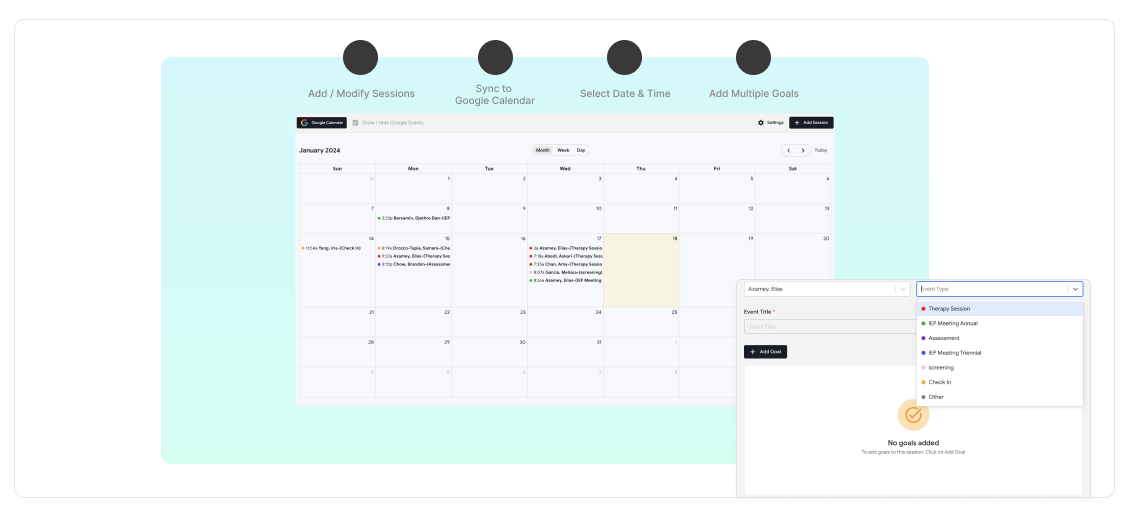 Add / Modify Sessions
Sync to
Google Calendar
Select Date & Time
Add Multiple Goals
Google Calendar
Show / Hide Google Events
Settings
+ Add Session
January 2024
Month Week Day
Today
Sun Mon Tue Wed Thu Fri Sat
31 1 2 3 4 5 6
7 8 9 10 11 12 13
3:50p Bersamin, Djethro Dan-(IEP
14 15 16 17 18 19 20
11:54a Yang, Iris-(Check In)
8:19a Orozco-Tapia, Samara-(Che
9:23a Azamey, Elias-(Therapy Ses
3:10p Chow, Brandon-(Assessmen
2a Azamey, Elias-(Therapy Sessio
7:18a Abedi, Askari-(Therapy Sess
7:35a Chan, Amy-(Therapy Sessio
8:07a Garcia, Melissa-(screening)
8:34a Azamey, Elias-(IEP Meeting
21 22 23 24 25
28 29 30 31 1
4 5 6 7 8
Azamey, Elias
Event Type
Event Title *
Event Title
+ Add Goal
Therapy Session
IEP Meeting Annual
Assessment
IEP Meeting Triennial
screening
Check In
Other
No goals added
To add goals to this session, Click on Add Goal